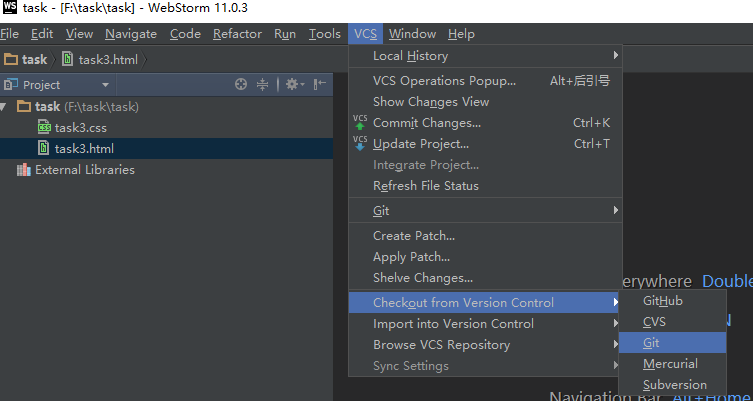 WS task - [F:\task\task] - WebStorm 11.0.3
File Edit View Navigate Code Refactor Run Tools VCS Window Help
task task3.html
Project
task (F:\task\task)
CSS task3.css
task3.html
External Libraries
Local History
VCS Operations Popup... Alt+后引号
Show Changes View
VCS Commit Changes... Ctrl+K
VCS Update Project... Ctrl+T
Integrate Project...
Refresh File Status
Git
Create Patch...
Apply Patch...
Shelve Changes...
Checkout from Version Control
Import into Version Control
Browse VCS Repository
Sync Settings
GitHub
CVS
Git
Mercurial
Subversion
erywhere Double
N
Navigation Bar Alt+Home